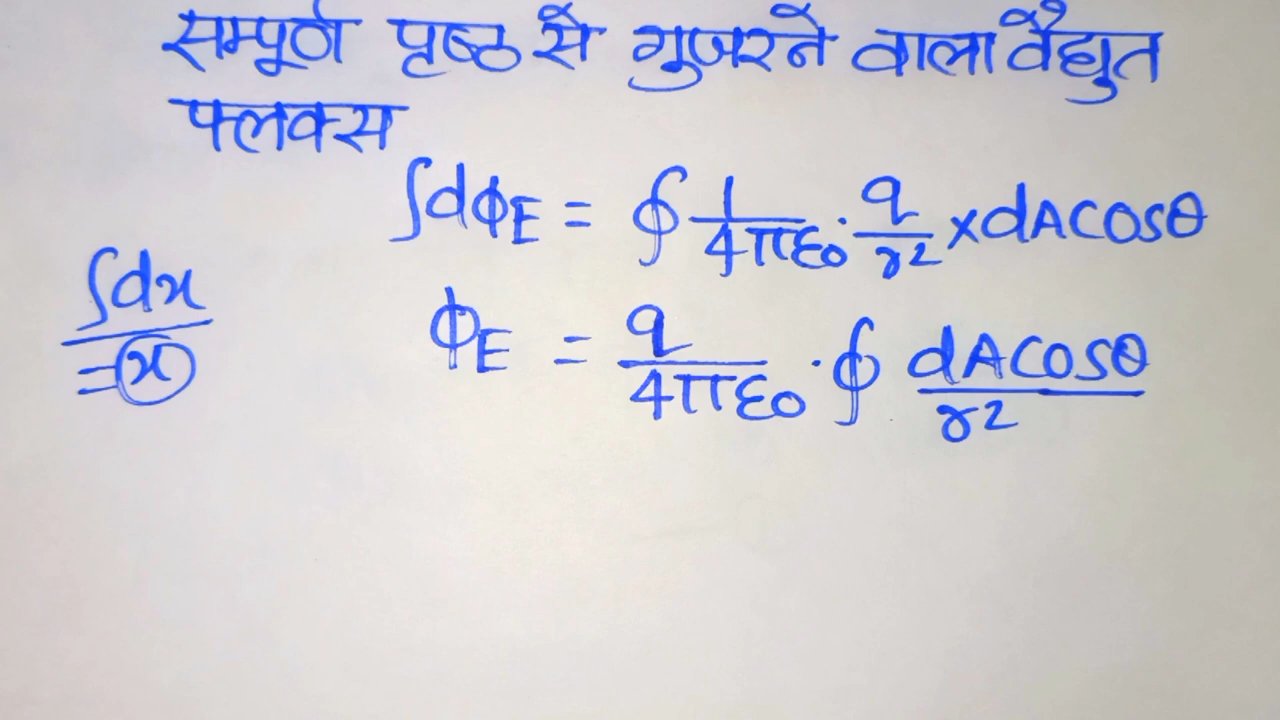 सम्पूर्ण पृष्ठ से गुजरने वाला वैद्युत
फ्लक्स
∫dϕE = ∮ 1/4πε₀ · q/r² × dA cosθ
∫dx
=x
ϕE = q/4πε₀ · ∮ dA cosθ/r²